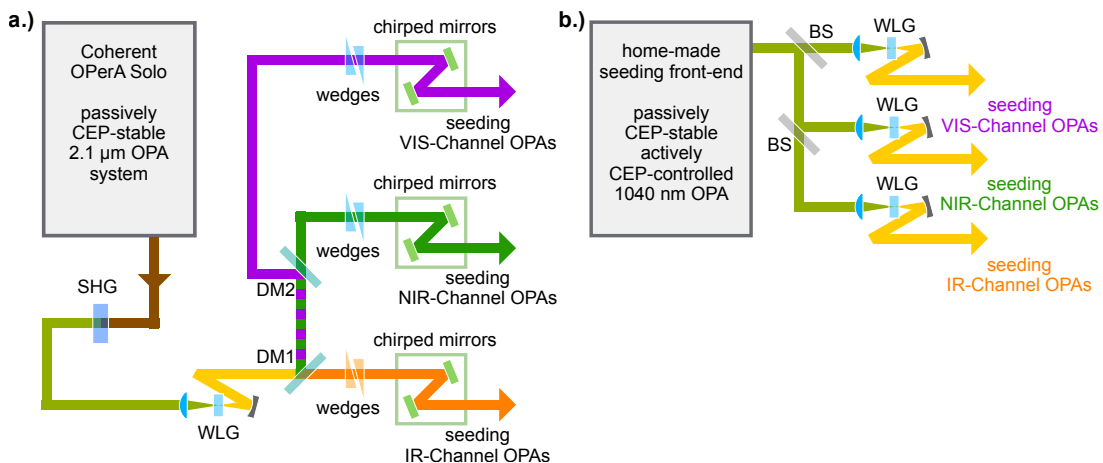 a.)
Coherent
OPerA Solo
passively
CEP-stable
2.1 µm OPA
system
SHG
WLG
DM1
DM2
chirped mirrors
wedges
seeding
VIS-Channel OPAs
chirped mirrors
wedges
seeding
NIR-Channel OPAs
chirped mirrors
wedges
seeding
IR-Channel OPAs
b.)
home-made
seeding front-end
passively
CEP-stable
actively
CEP-controlled
1040 nm OPA
BS
WLG
seeding
VIS-Channel OPAs
BS
WLG
seeding
NIR-Channel OPAs
WLG
seeding
IR-Channel OPAs